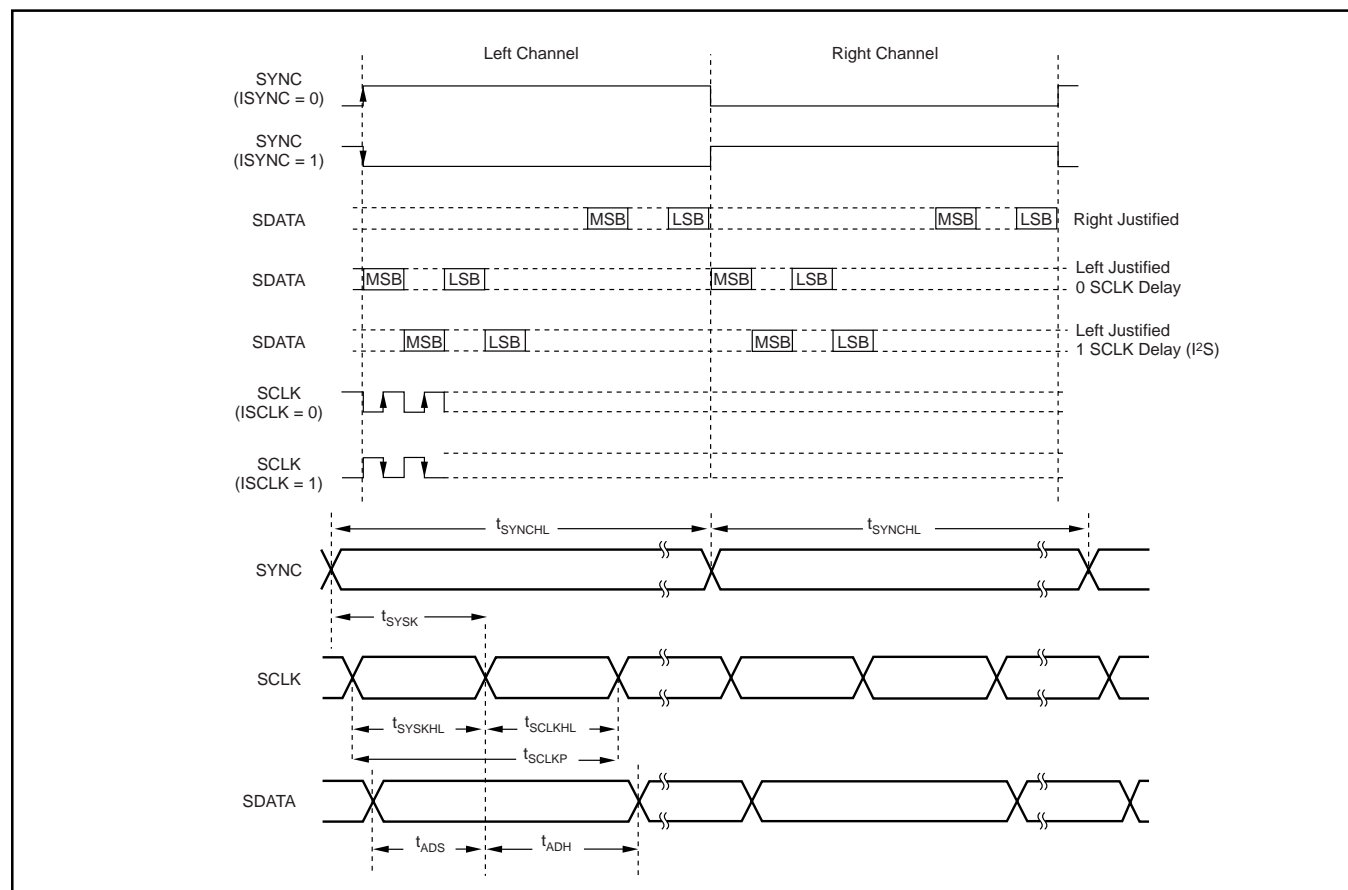 Left Channel Right Channel
SYNC
(ISYNC = 0)
SYNC
(ISYNC = 1)
SDATA MSB LSB MSB LSB Right Justified
SDATA MSB LSB MSB LSB Left Justified
0 SCLK Delay
SDATA MSB LSB MSB LSB Left Justified
1 SCLK Delay (I²S)
SCLK
(ISCLK = 0)
SCLK
(ISCLK = 1)
tSYNCHL tSYNCHL
SYNC
tSYSK
SCLK
tSYSKHL tSCLKHL
tSCLKP
SDATA
tADS tADH